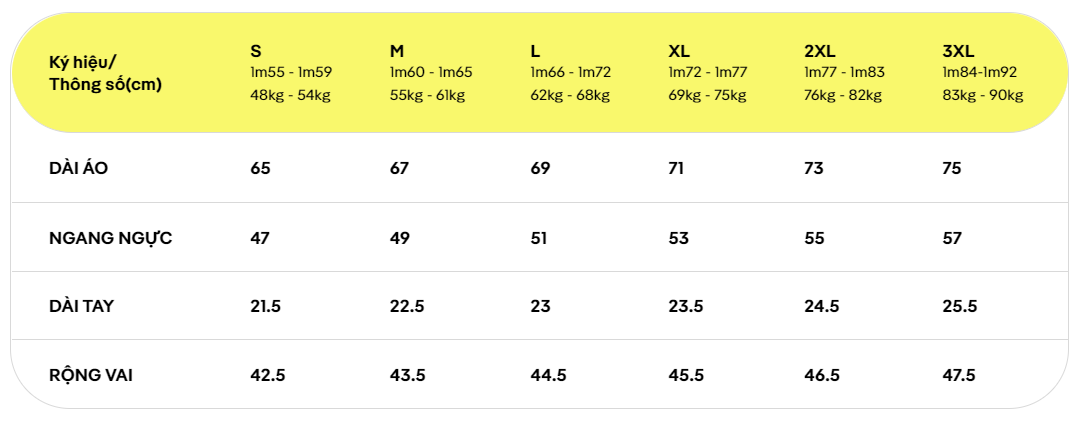 Ký hiệu/
Thông số(cm)
S M L XL 2XL 3XL
1m55 - 1m59 1m60 - 1m65 1m66 - 1m72 1m72 - 1m77 1m77 - 1m83 1m84-1m92
48kg - 54kg 55kg - 61kg 62kg - 68kg 69kg - 75kg 76kg - 82kg 83kg - 90kg
DÀI ÁO 65 67 69 71 73 75
NGANG NGỰC 47 49 51 53 55 57
DÀI TAY 21.5 22.5 23 23.5 24.5 25.5
RỘNG VAI 42.5 43.5 44.5 45.5 46.5 47.5